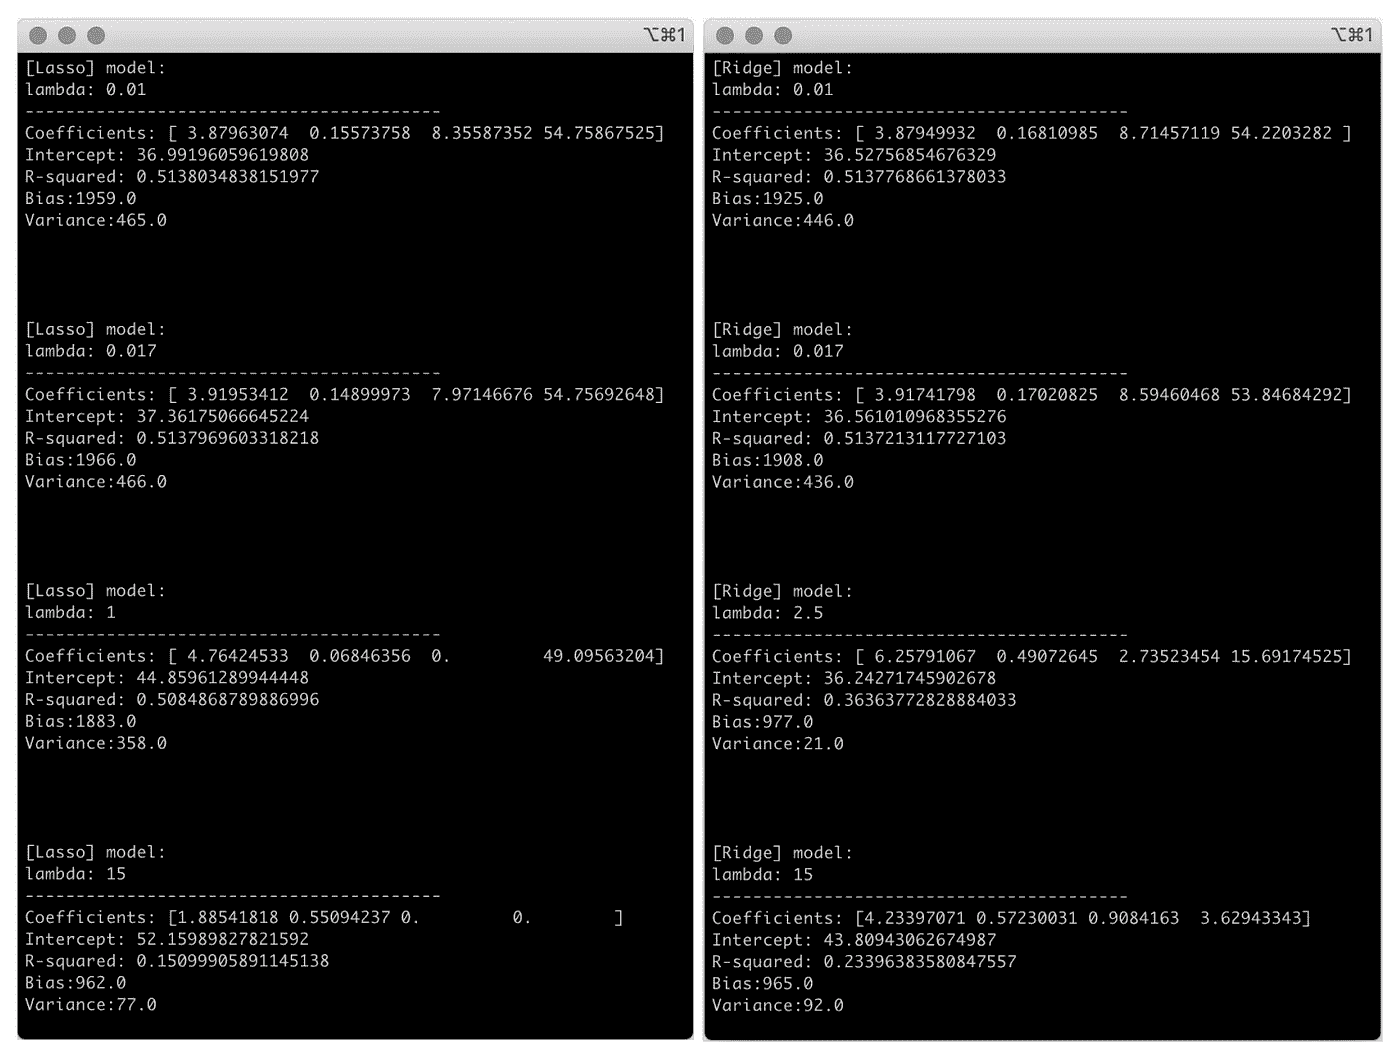 ⌥⌘1
[Lasso] model:
lambda: 0.01
-----------------------------------------
Coefficients: [ 3.87963074  0.15573758  8.35587352 54.75867525]
Intercept: 36.99196059619808
R-squared: 0.5138034838151977
Bias:1959.0
Variance:465.0
[Lasso] model:
lambda: 0.017
-----------------------------------------
Coefficients: [ 3.91953412  0.14899973  7.97146676 54.75692648]
Intercept: 37.36175066645224
R-squared: 0.5137969603318218
Bias:1966.0
Variance:466.0
[Lasso] model:
lambda: 1
-----------------------------------------
Coefficients: [ 4.76424533  0.06846356  0.         49.09563204]
Intercept: 44.85961289944448
R-squared: 0.5084868789886996
Bias:1883.0
Variance:358.0
[Lasso] model:
lambda: 15
-----------------------------------------
Coefficients: [1.88541818 0.55094237 0.         0.        ]
Intercept: 52.15989827821592
R-squared: 0.15099905891145138
Bias:962.0
Variance:77.0
⌥⌘1
[Ridge] model:
lambda: 0.01
-----------------------------------------
Coefficients: [ 3.87949932  0.16810985  8.71457119 54.2203282 ]
Intercept: 36.52756854676329
R-squared: 0.5137768661378033
Bias:1925.0
Variance:446.0
[Ridge] model:
lambda: 0.017
-----------------------------------------
Coefficients: [ 3.91741798  0.17020825  8.59460468 53.84684292]
Intercept: 36.561010968355276
R-squared: 0.5137213117727103
Bias:1908.0
Variance:436.0
[Ridge] model:
lambda: 2.5
-----------------------------------------
Coefficients: [ 6.25791067  0.49072645  2.73523454 15.69174525]
Intercept: 36.24271745902678
R-squared: 0.36363772828884033
Bias:977.0
Variance:21.0
[Ridge] model:
lambda: 15
-----------------------------------------
Coefficients: [4.23397071 0.57230031 0.9084163  3.62943343]
Intercept: 43.80943062674987
R-squared: 0.23396383580847557
Bias:965.0
Variance:92.0